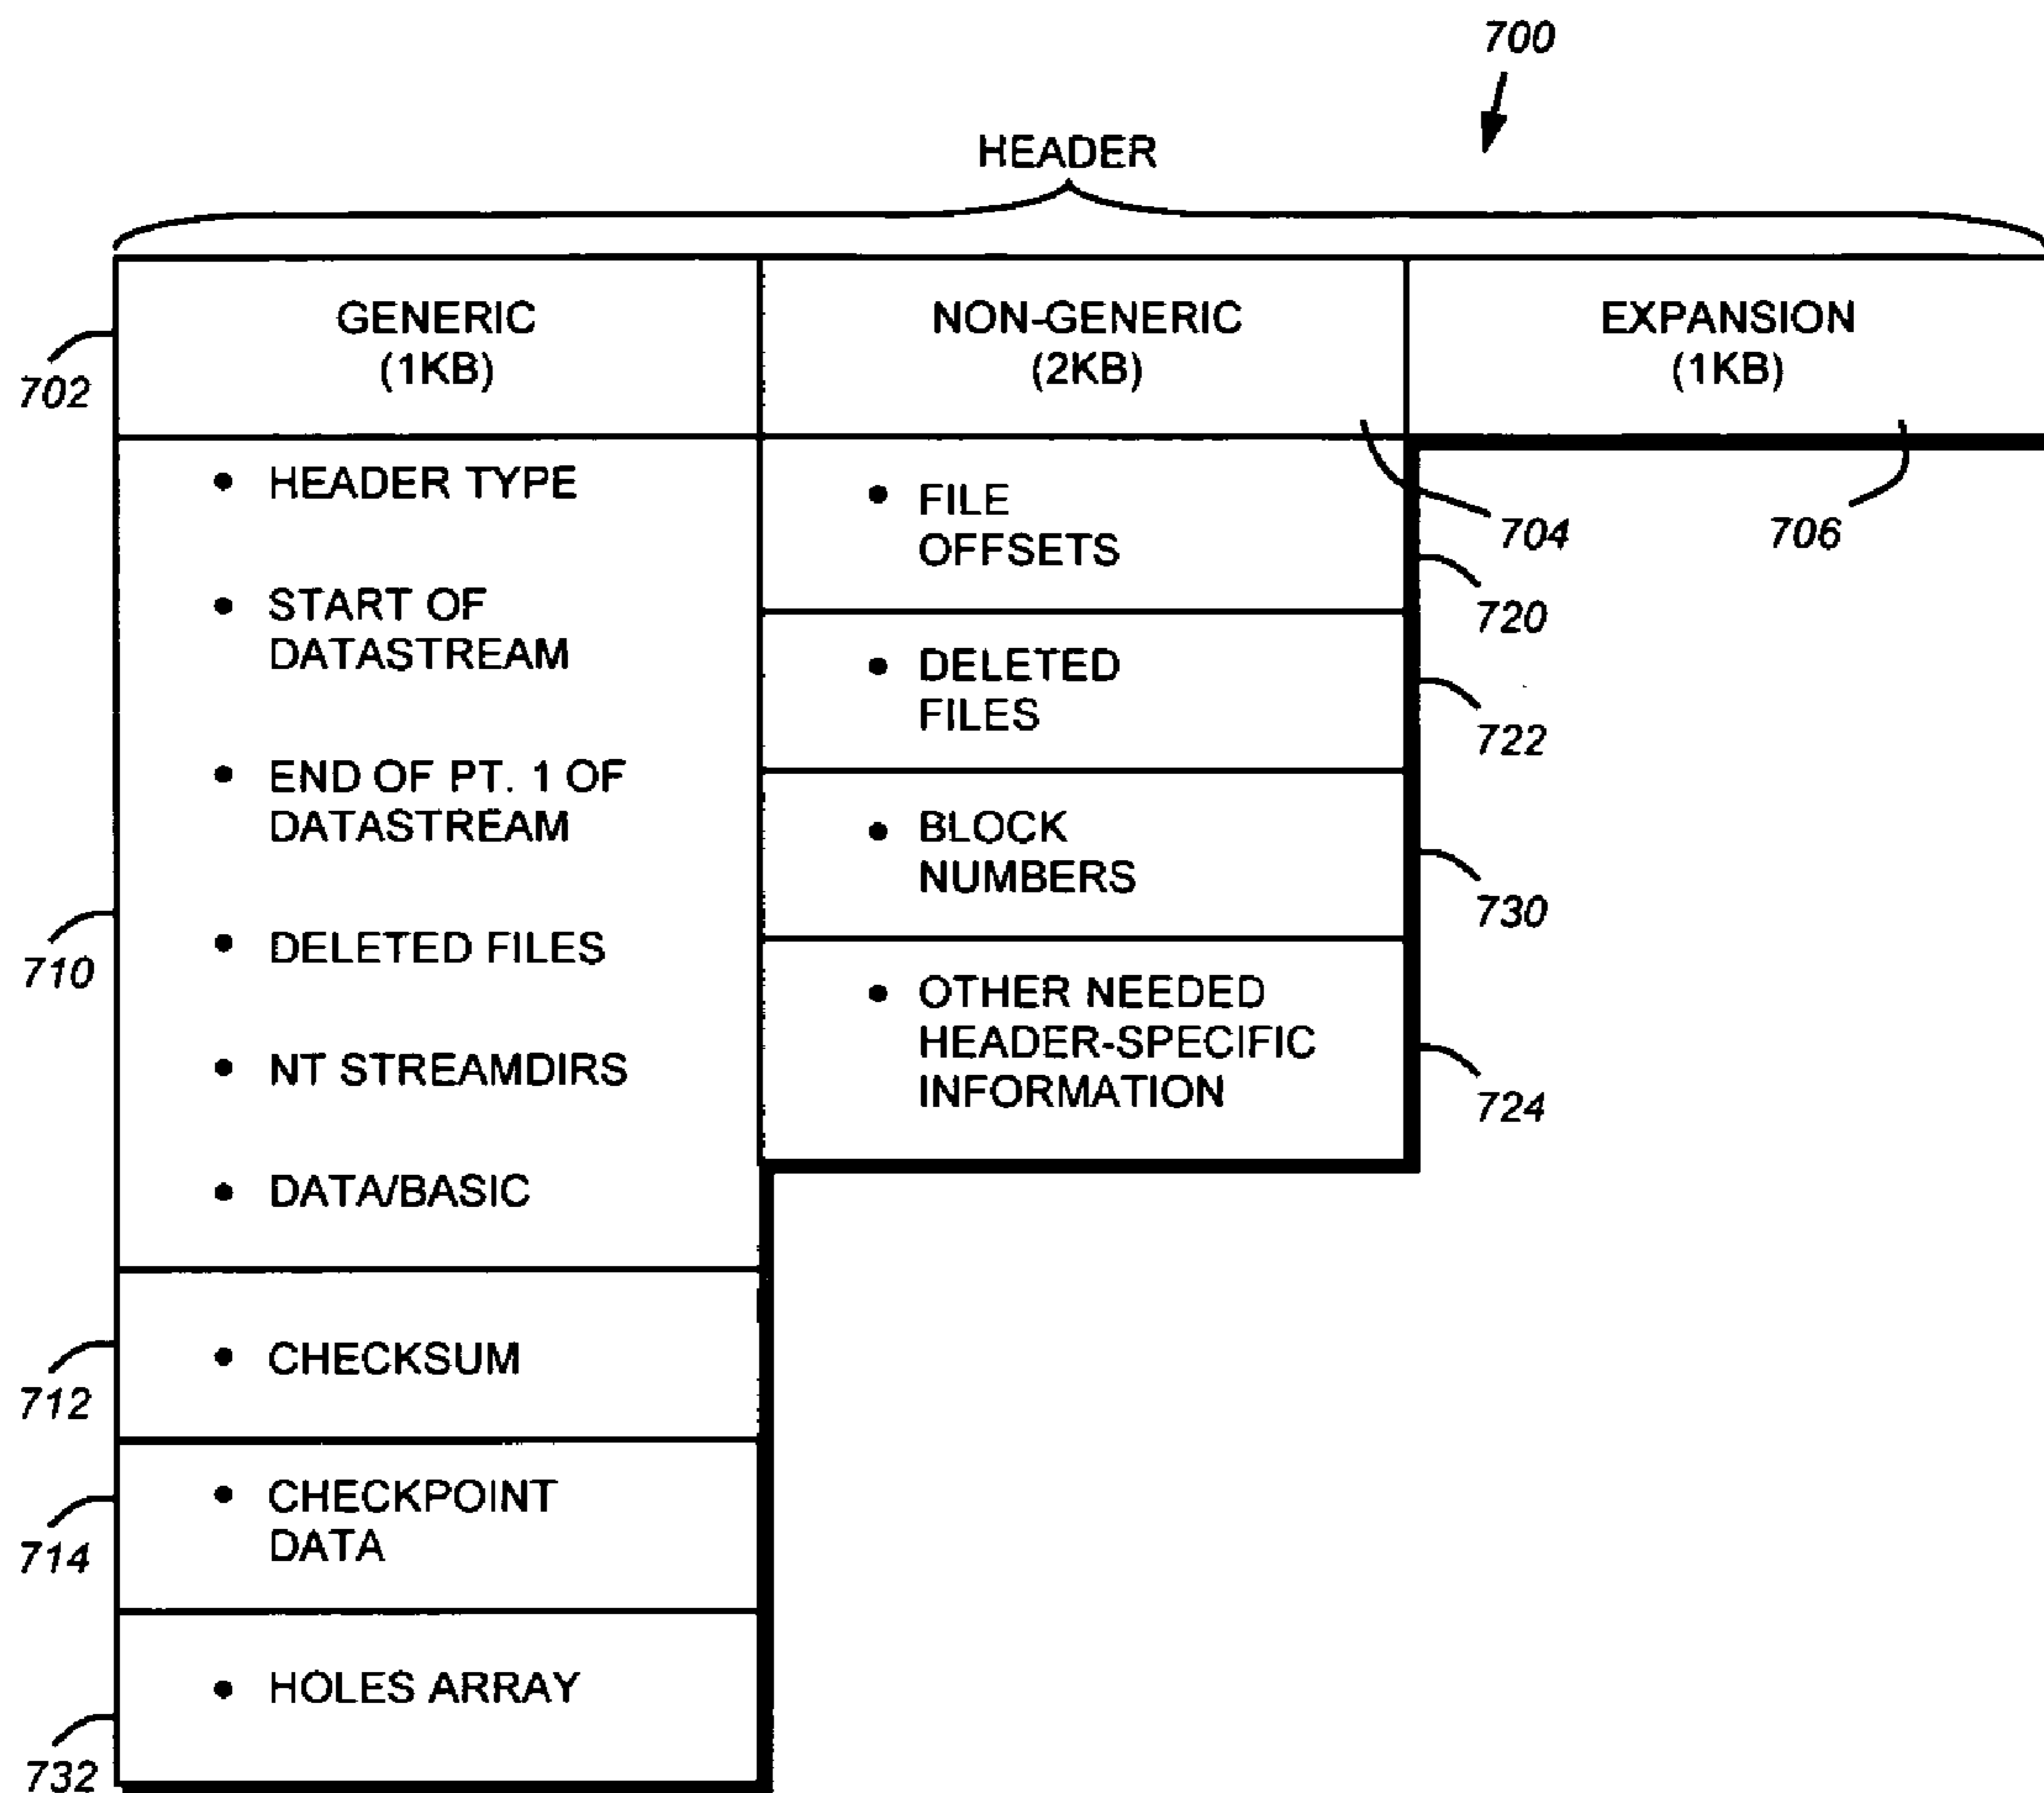 700
HEADER
GENERIC
(1KB)
NON-GENERIC
(2KB)
EXPANSION
(1KB)
702
704
706
• HEADER TYPE
• START OF
DATASTREAM
• END OF PT. 1 OF
DATASTREAM
• DELETED FILES
• NT STREAMDIRS
• DATA/BASIC
710
• CHECKSUM
712
• CHECKPOINT
DATA
714
• HOLES ARRAY
732
• FILE
OFFSETS
720
• DELETED
FILES
722
• BLOCK
NUMBERS
730
• OTHER NEEDED
HEADER-SPECIFIC
INFORMATION
724